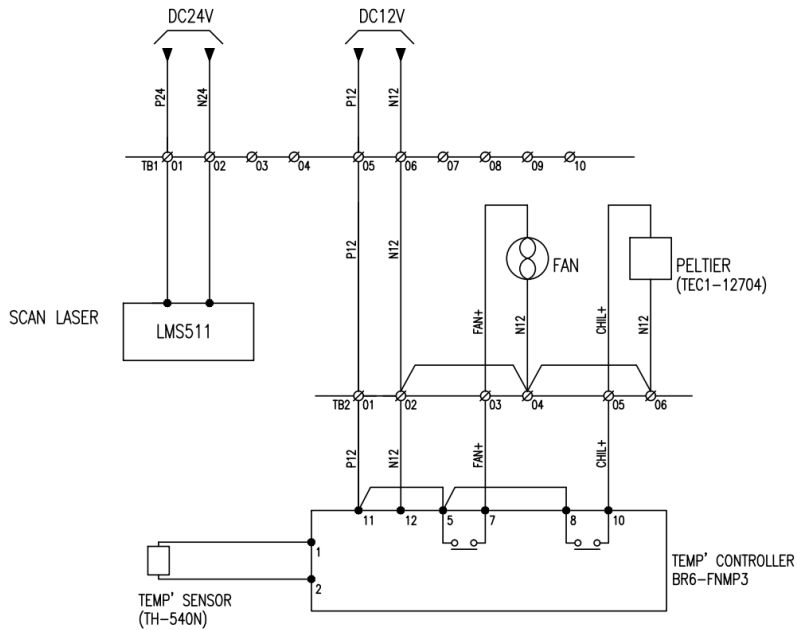 DC24V DC12V
P24 N24 P12 N12
TB1 01 02 03 04 05 06 07 08 09 10
P12 N12
FAN
PELTIER
(TEC1-12704)
SCAN LASER
LMS511
FAN+ N12 CHIL+ N12
TB2 01 02 03 04 05 06
P12 N12 FAN+ CHIL+
11 12 5 7 8 10
1
2
TEMP' CONTROLLER
BR6-FNMP3
TEMP' SENSOR
(TH-540N)